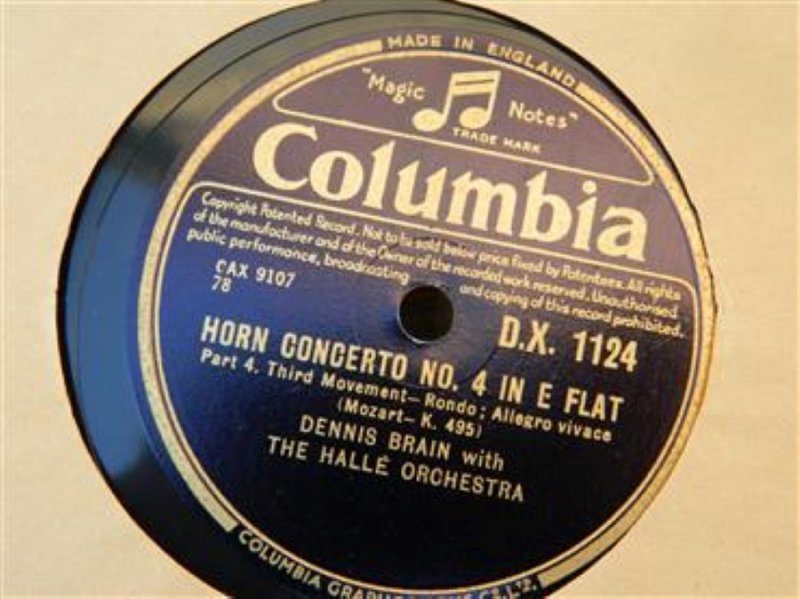 MADE IN ENGLAND
"Magic Notes"
TRADE MARK
Columbia
Copyright Patented Record. Not to be sold below price fixed by Patentees. All rights
of the manufacturer and of the Owner of the recorded work reserved. Unauthorised
public performance, broadcasting and copying of this record prohibited.
CAX 9107
78
D.X. 1124
HORN CONCERTO NO. 4 IN E FLAT
Part 4. Third Movement—Rondo; Allegro vivace
(Mozart—K. 495)
DENNIS BRAIN with
THE HALLÉ ORCHESTRA
COLUMBIA CO., LTD.